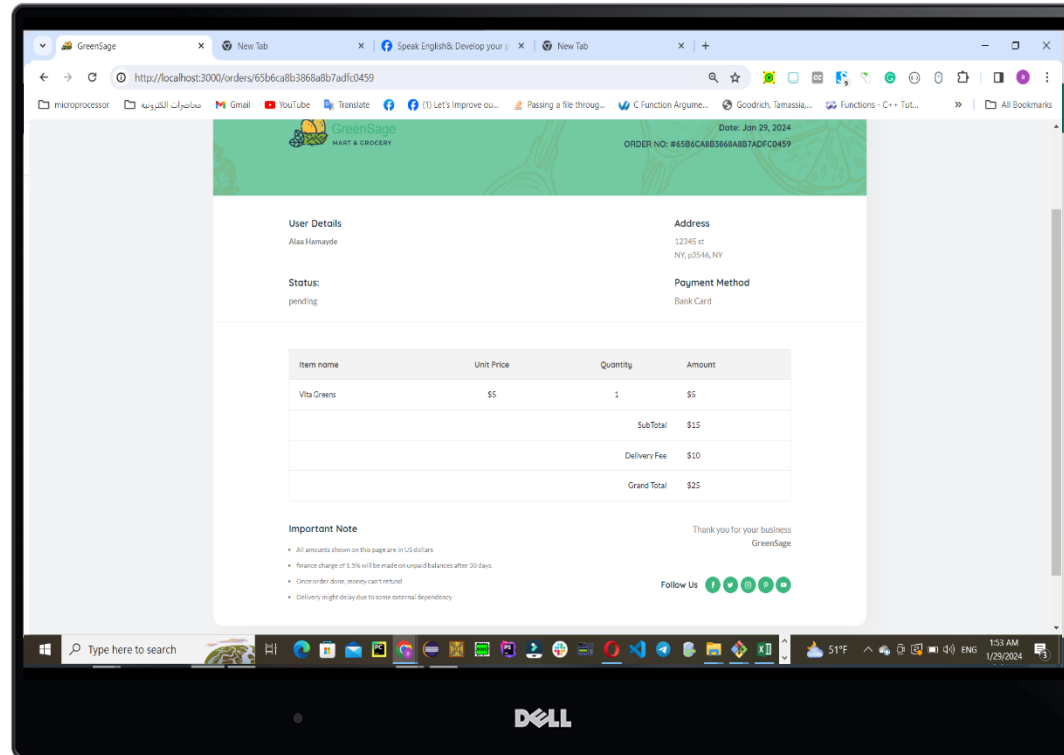 GreenSage
New Tab
Speak English& Develop your p
New Tab
http://localhost:3000/orders/65b6ca8b3868a8b7adfc0459
microprocessor
محاضرات الكترونيه
Gmail
YouTube
Translate
(1) Let's Improve ou...
Passing a file throug...
C Function Argume...
Goodrich, Tamassia,...
Functions - C++ Tut...
»
All Bookmarks
GreenSage
MART & GROCERY
Date: Jan 29, 2024
ORDER NO: #65B6CA8B3868A8B7ADFC0459
User Details
Alaa Hamayde
Address
12345 st
NY, p3546, NY
Status:
pending
Payment Method
Bank Card
Item name Unit Price Quantity Amount
Vita Greens $5 1 $5
SubTotal $15
Delivery Fee $10
Grand Total $25
Important Note
All amounts shown on this page are in US dollars
finance charge of 1.5% will be made on unpaid balances after 30 days.
Once order done, money can't refund
Delivery might delay due to some external dependency
Thank you for your business
GreenSage
Follow Us
Type here to search
51°F
ENG
1:53 AM
1/29/2024
DELL